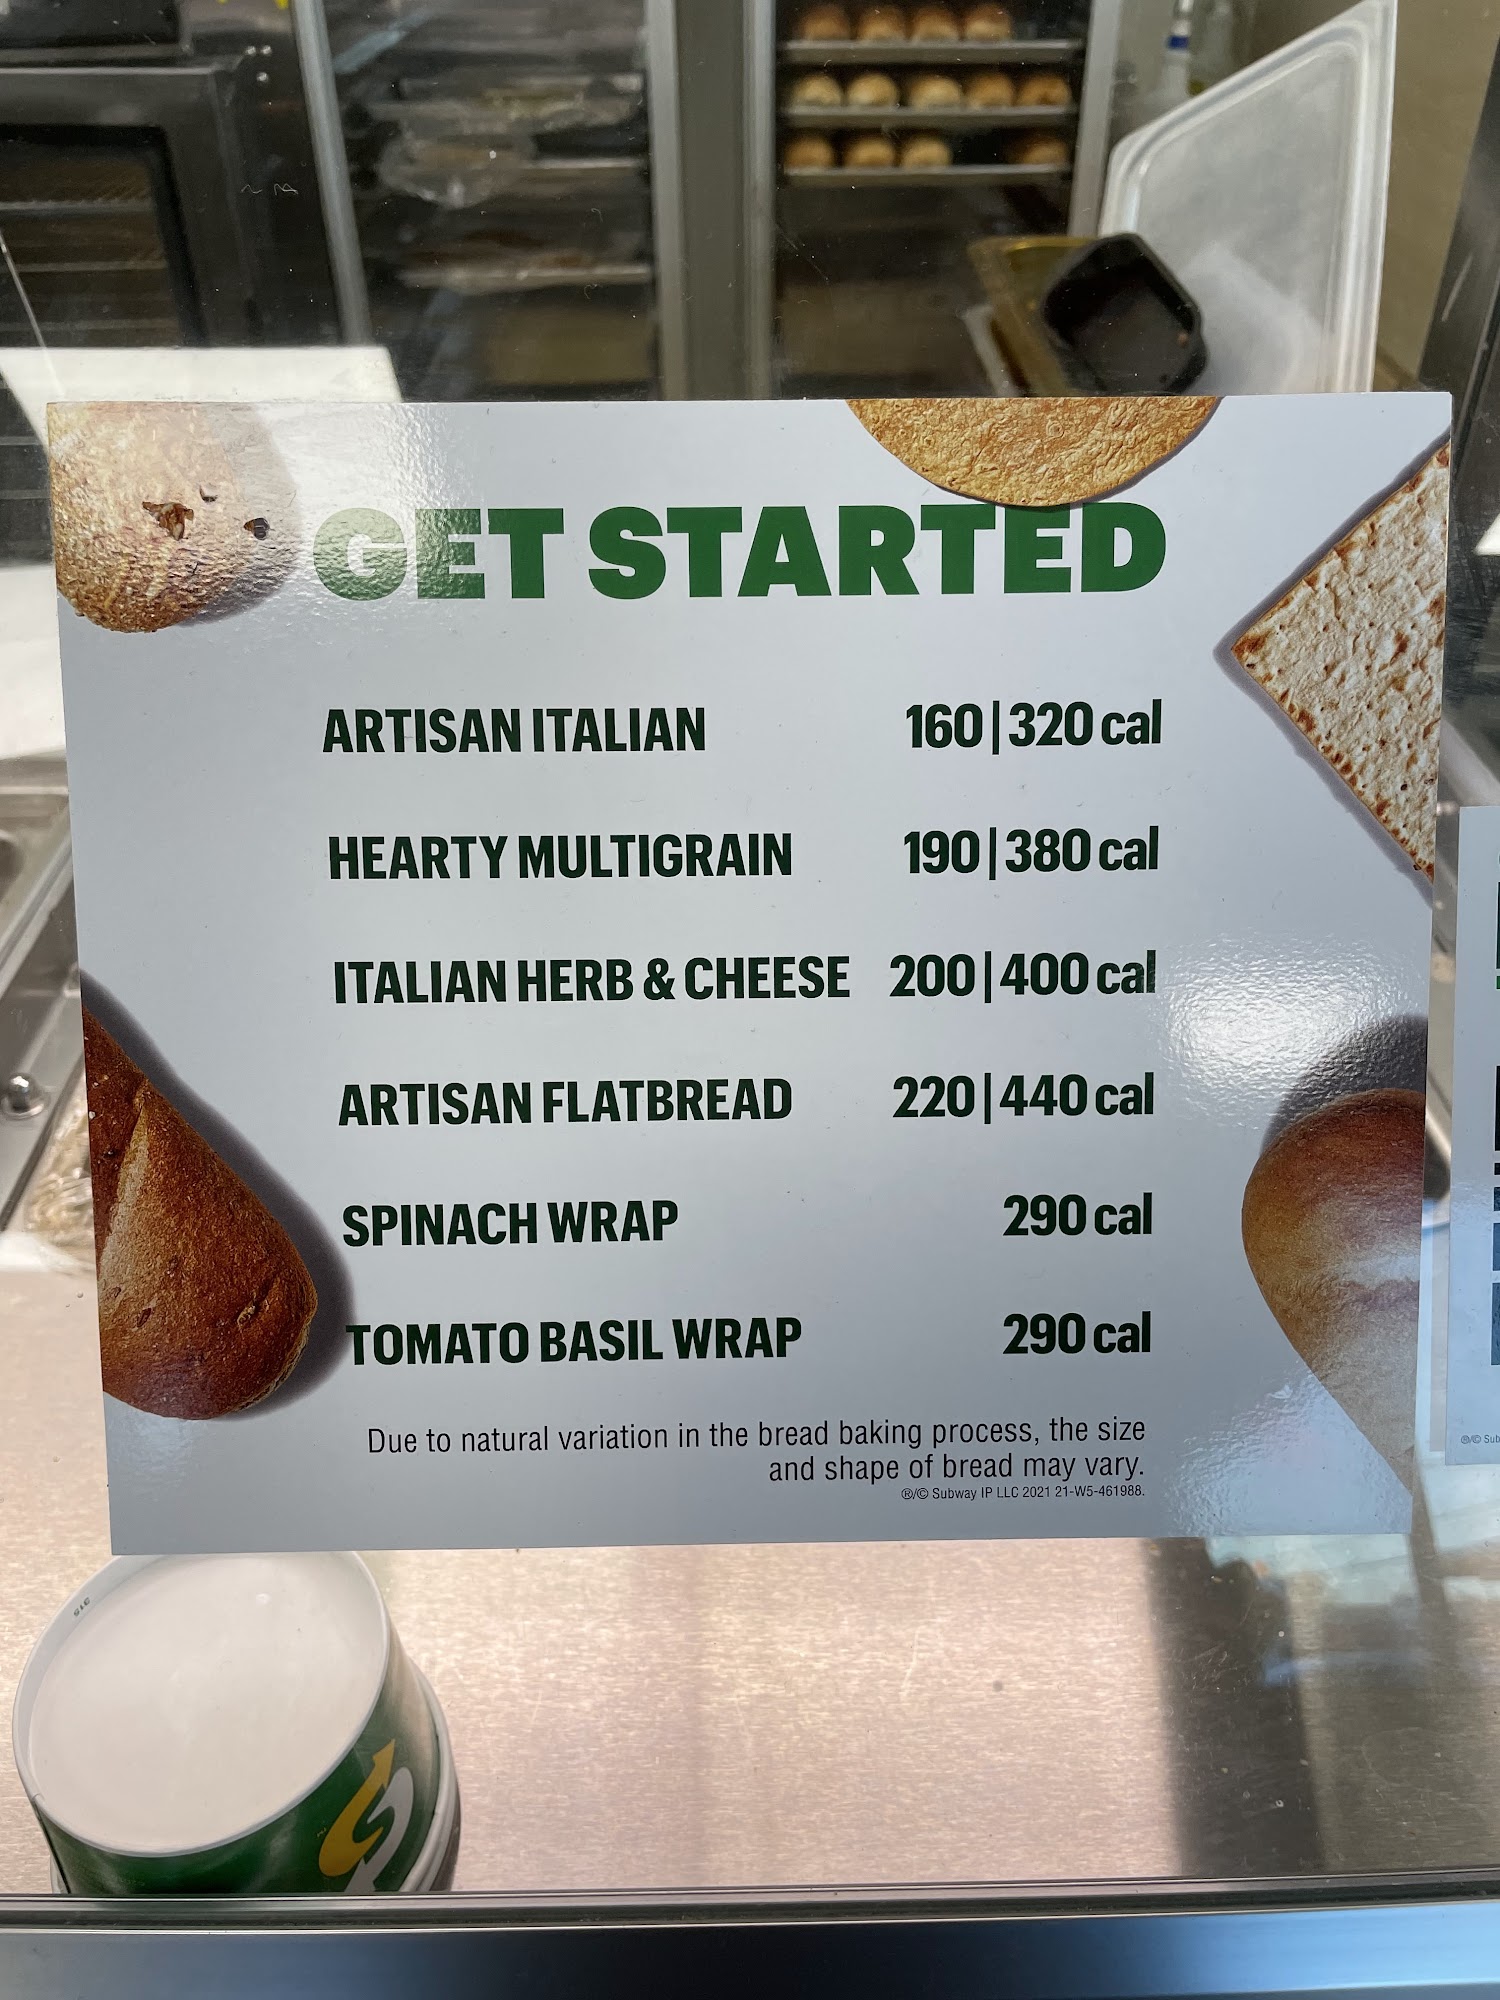 GET STARTED
ARTISAN ITALIAN 160|320 cal
HEARTY MULTIGRAIN 190|380 cal
ITALIAN HERB & CHEESE 200|400 cal
ARTISAN FLATBREAD 220|440 cal
SPINACH WRAP 290 cal
TOMATO BASIL WRAP 290 cal
Due to natural variation in the bread baking process, the size
and shape of bread may vary.
®/© Subway IP LLC 2021 21-W5-461988.
®/© Sub